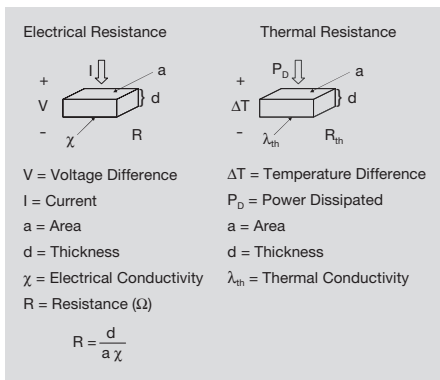 Electrical Resistance
I
a
+
V
-
d
χ
R
V = Voltage Difference
I = Current
a = Area
d = Thickness
χ = Electrical Conductivity
R = Resistance (Ω)
R = d
a χ
Thermal Resistance
P_D
a
+
ΔT
-
d
λ_th
R_th
ΔT = Temperature Difference
P_D = Power Dissipated
a = Area
d = Thickness
λ_th = Thermal Conductivity